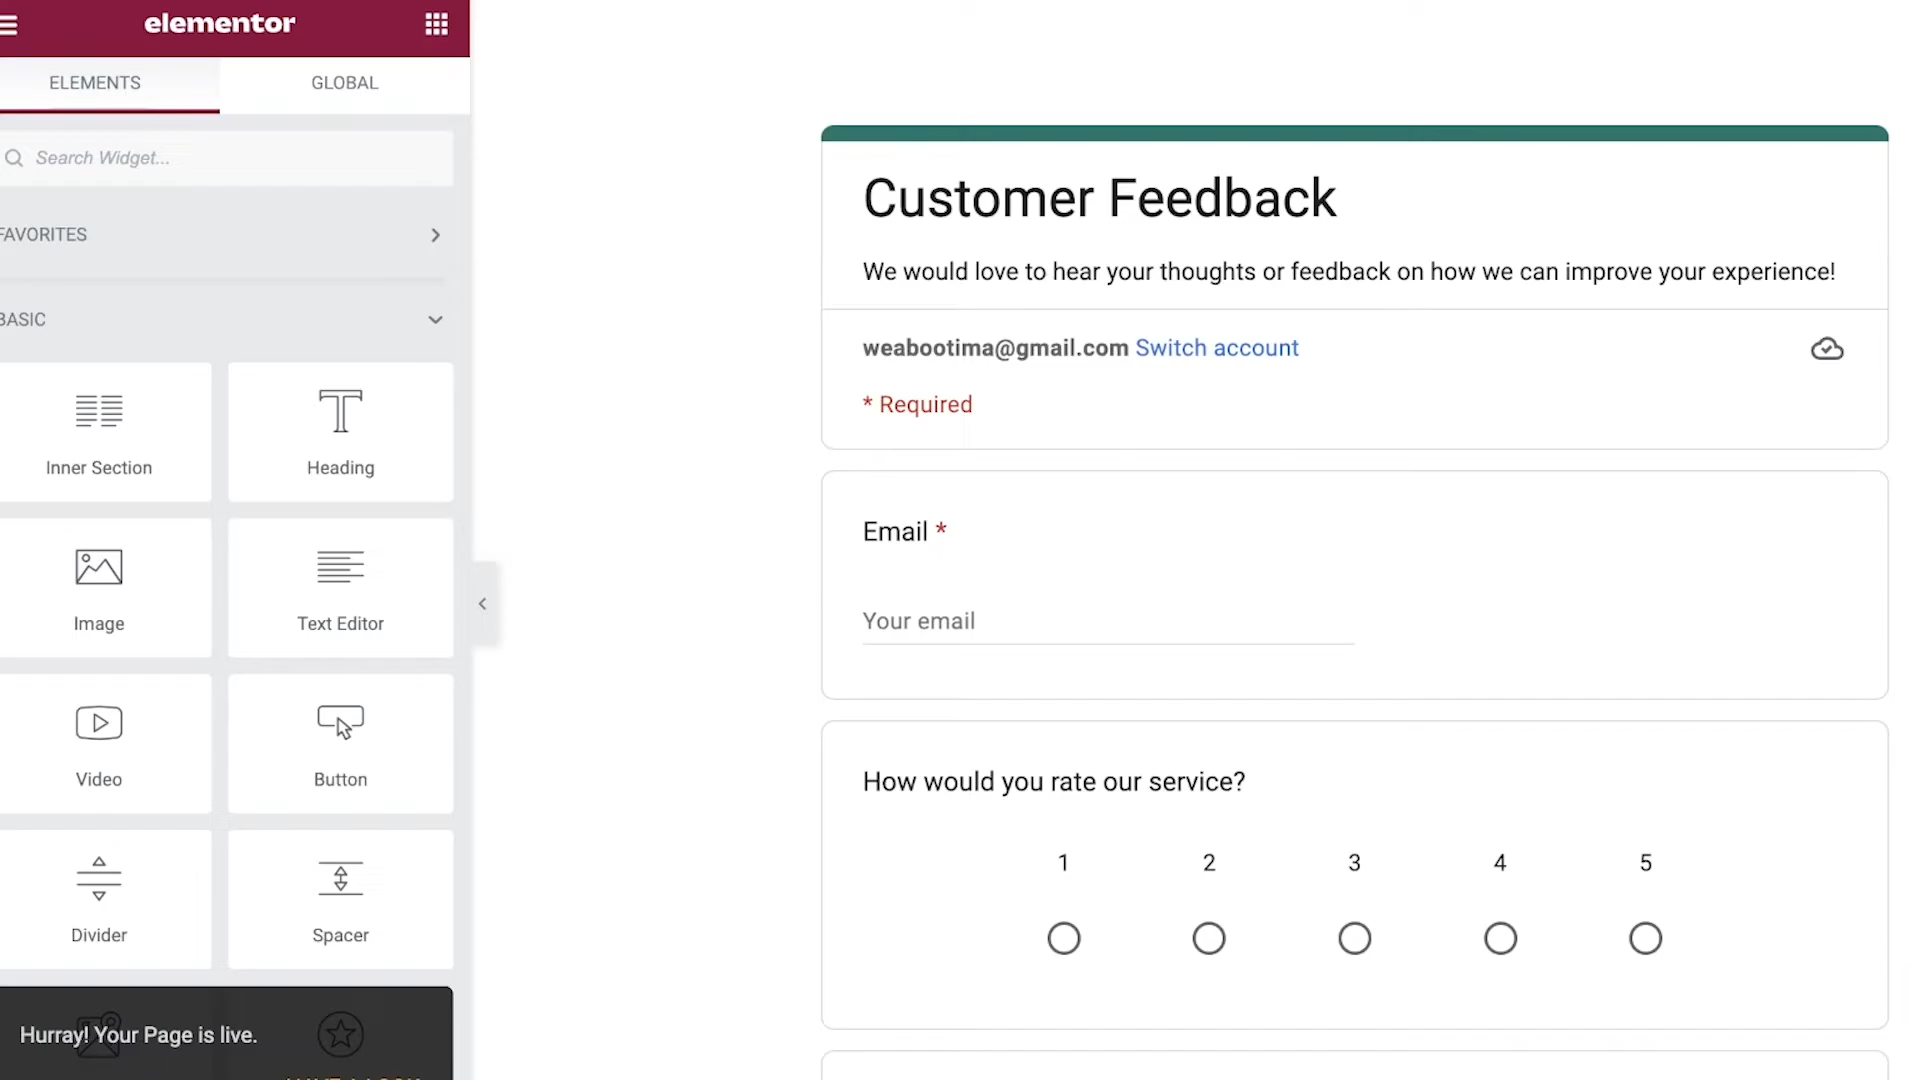 elementor
ELEMENTS
GLOBAL
Search Widget...
FAVORITES
BASIC
Inner Section
Heading
Image
Text Editor
Video
Button
Divider
Spacer
Hurray! Your Page is live.
Customer Feedback
We would love to hear your thoughts or feedback on how we can improve your experience!
weabootima@gmail.com Switch account
* Required
Email *
Your email
How would you rate our service?
1 2 3 4 5